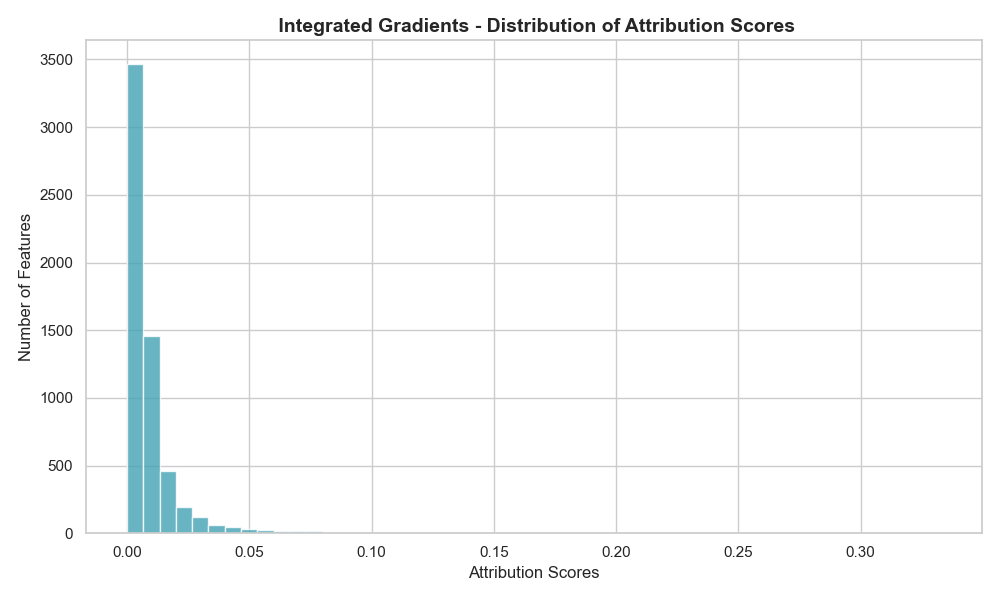 Integrated Gradients - Distribution of Attribution Scores
3500
3000
2500
2000
1500
1000
500
0
Number of Features
0.00 0.05 0.10 0.15 0.20 0.25 0.30
Attribution Scores